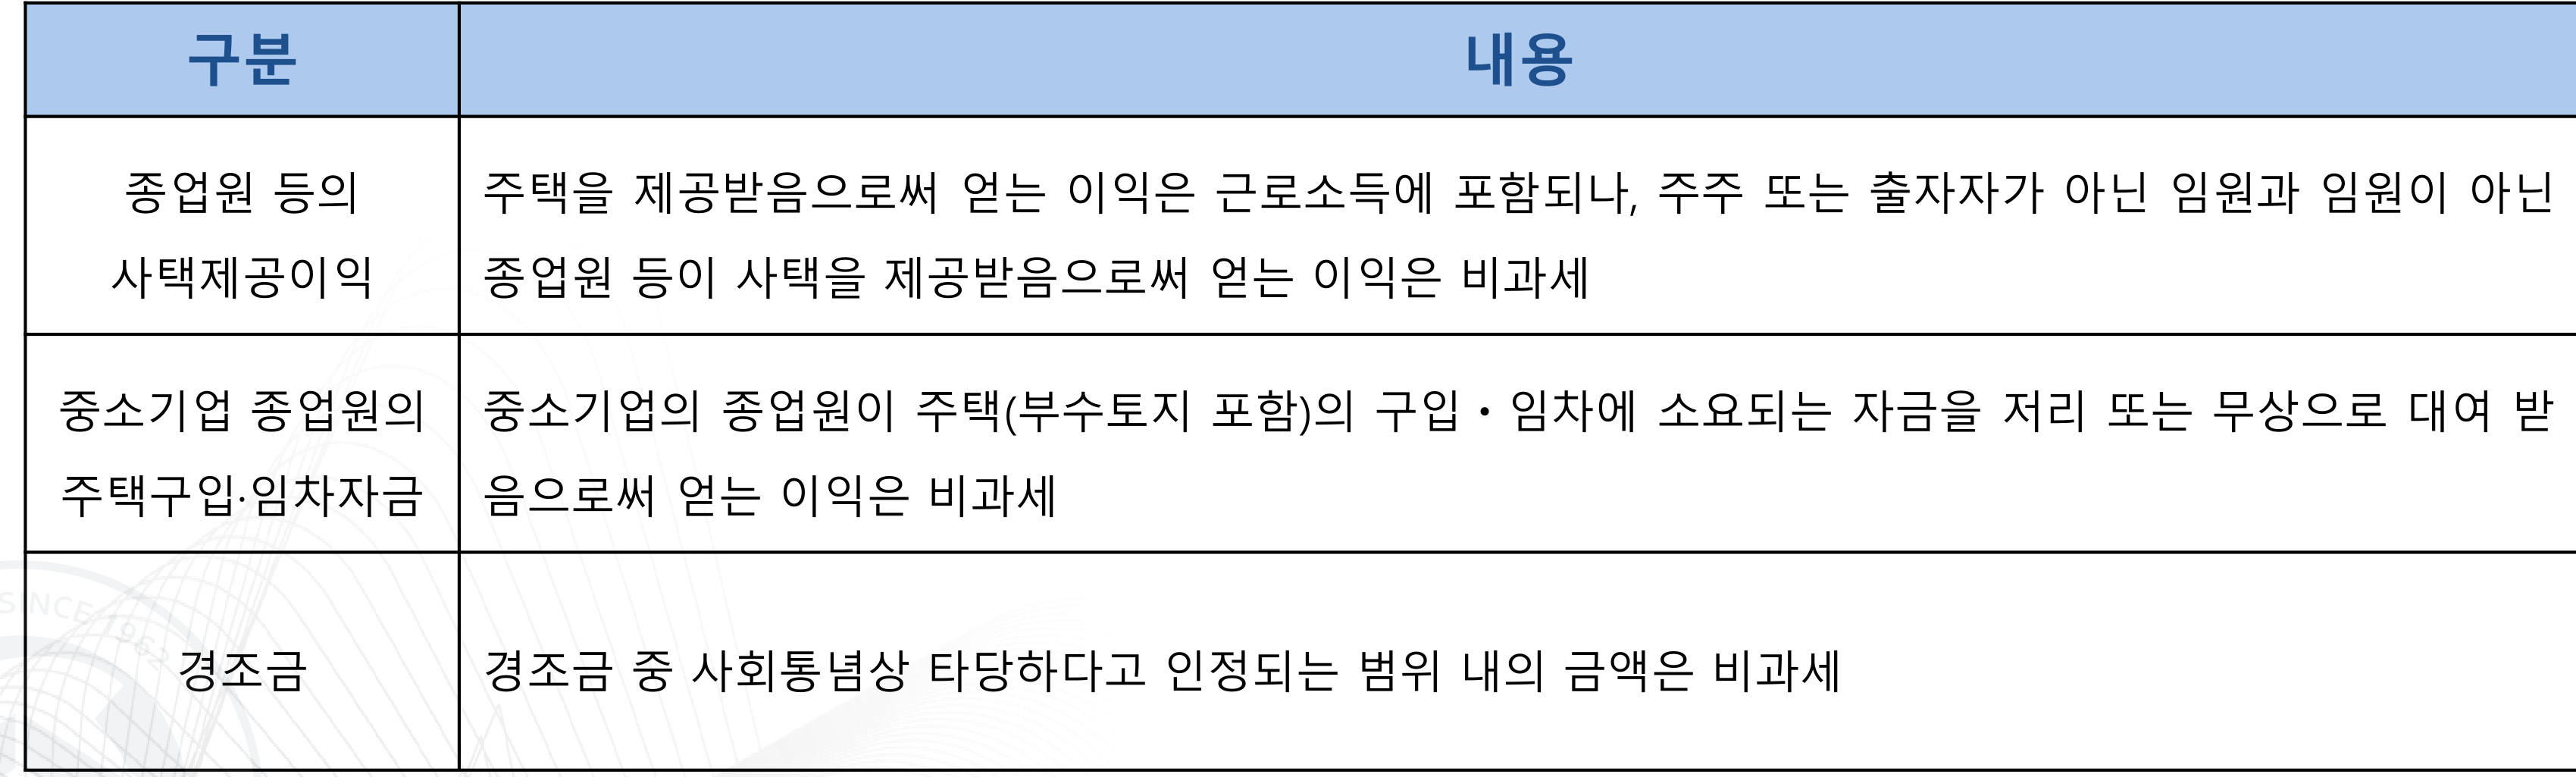 구분
내용
종업원 등의
사택제공이익
주택을 제공받음으로써 얻는 이익은 근로소득에 포함되나, 주주 또는 출자자가 아닌 임원과 임원이 아닌
종업원 등이 사택을 제공받음으로써 얻는 이익은 비과세
중소기업 종업원의
주택구입·임차자금
중소기업의 종업원이 주택(부수토지 포함)의 구입・임차에 소요되는 자금을 저리 또는 무상으로 대여 받
음으로써 얻는 이익은 비과세
경조금
경조금 중 사회통념상 타당하다고 인정되는 범위 내의 금액은 비과세
SINCE 1962